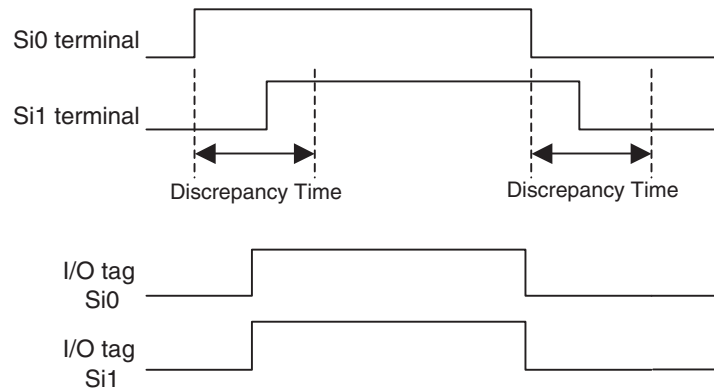 Si0 terminal
Si1 terminal
Discrepancy Time
Discrepancy Time
I/O tag
Si0
I/O tag
Si1